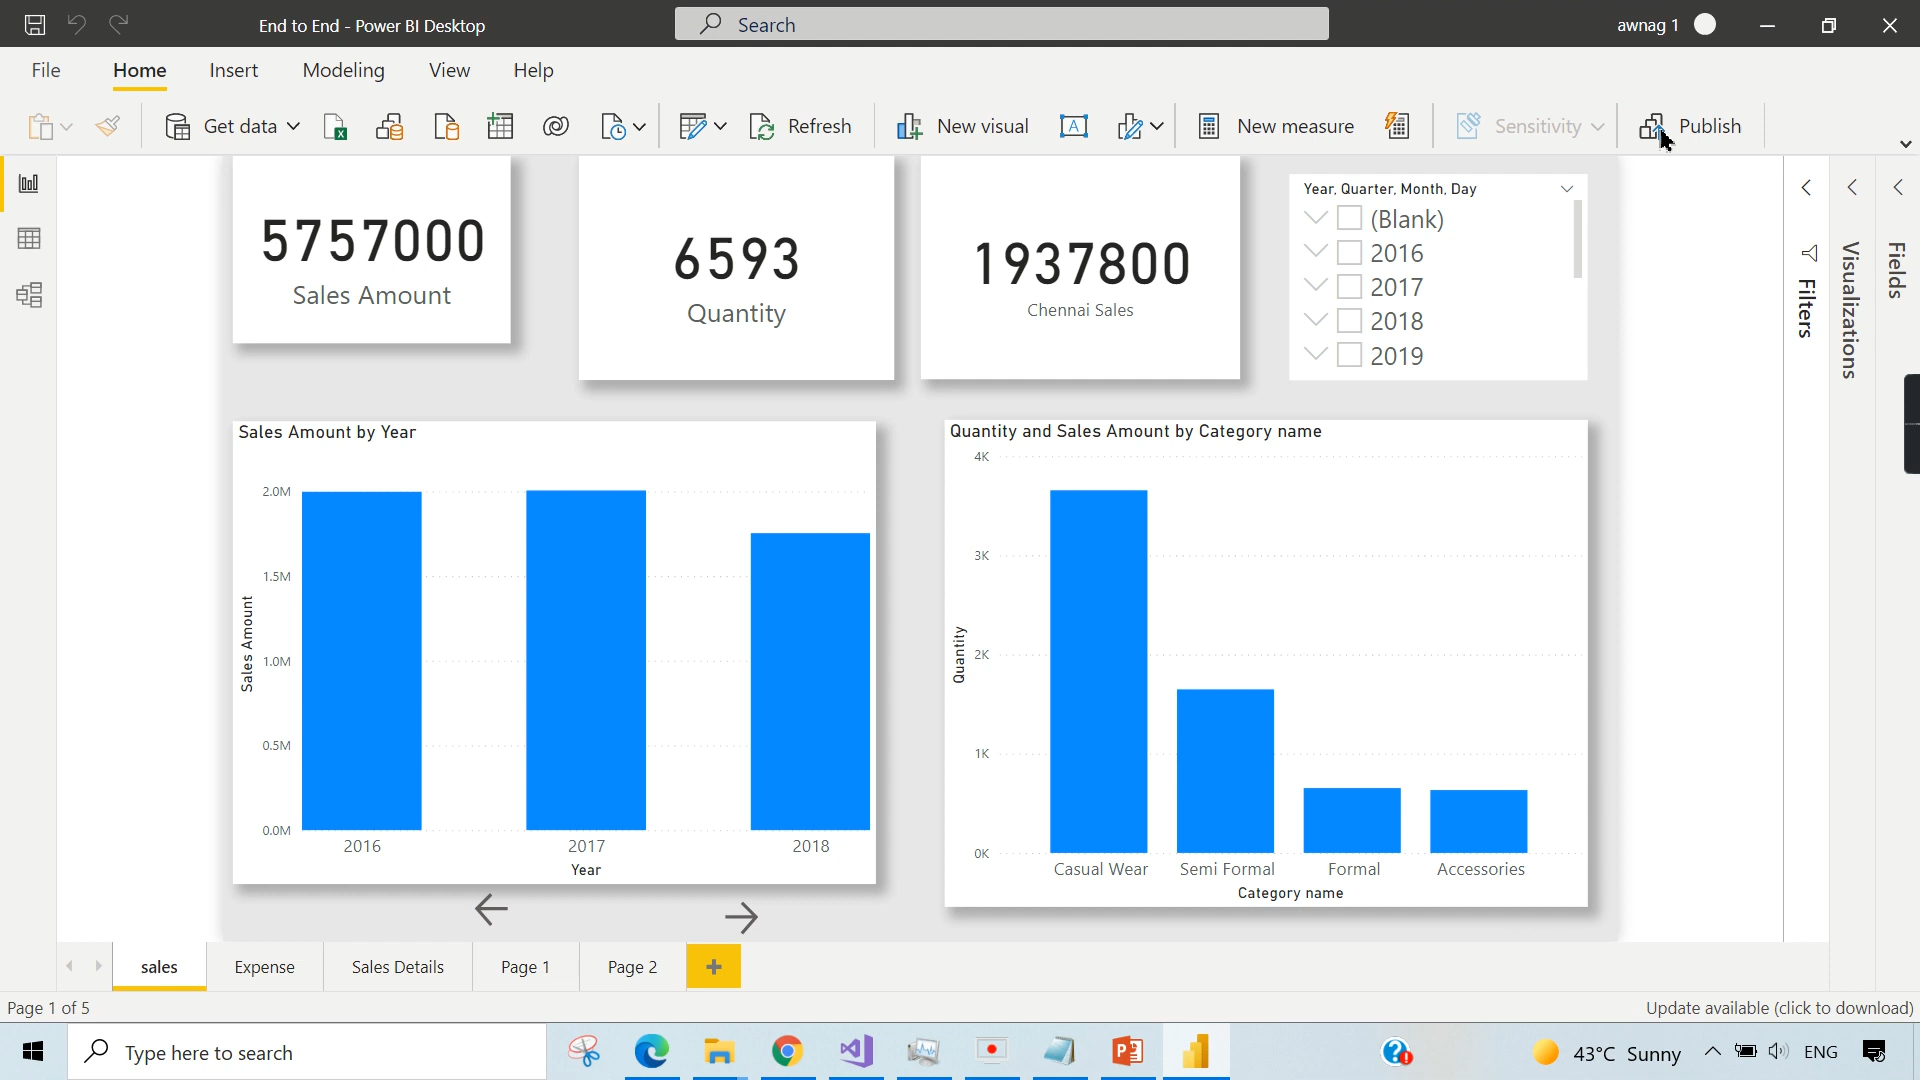 End to End - Power BI Desktop
Search
awnag 1
File Home Insert Modeling View Help
Get data
Refresh
New visual
A
New measure
Sensitivity
Publish
5757000
Sales Amount
6593
Quantity
1937800
Chennai Sales
Year, Quarter, Month, Day
(Blank)
2016
2017
2018
2019
Filters
Visualizations
Fields
Sales Amount by Year
2.0M
1.5M
1.0M
0.5M
0.0M
Sales Amount
2016 2017 2018
Year
Quantity and Sales Amount by Category name
4K
3K
2K
1K
0K
Quantity
Casual Wear Semi Formal Formal Accessories
Category name
sales Expense Sales Details Page 1 Page 2
Page 1 of 5
Update available (click to download)
Type here to search
43°C Sunny
ENG